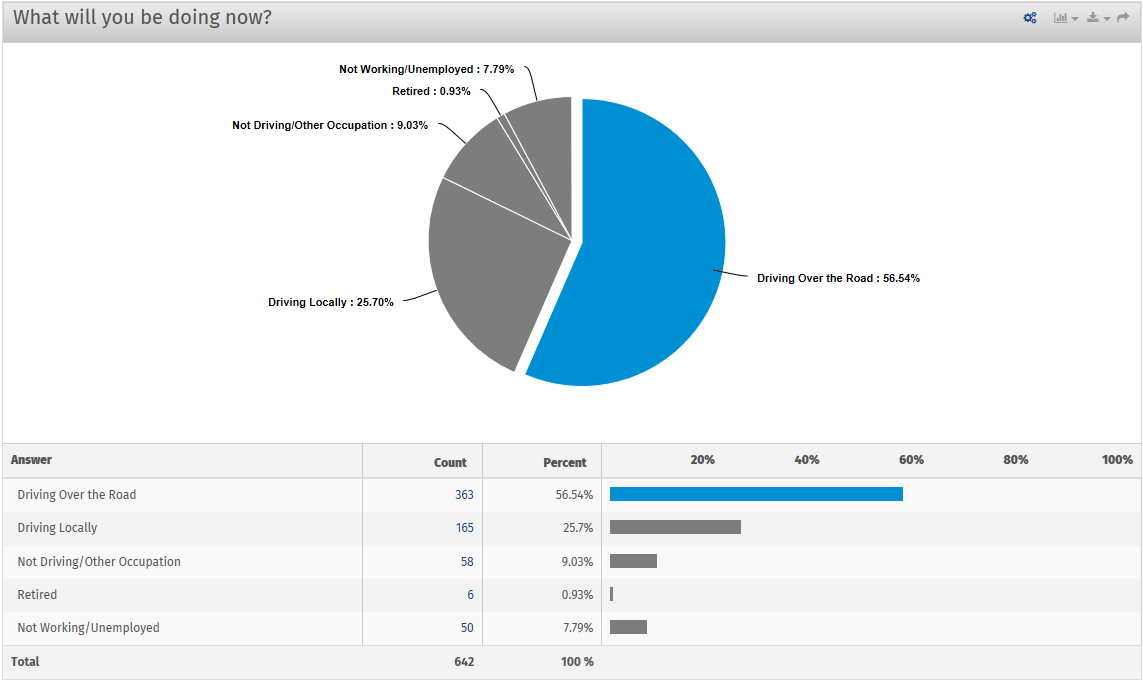 What will you be doing now?
Not Working/Unemployed : 7.79%
Retired : 0.93%
Not Driving/Other Occupation : 9.03%
Driving Over the Road : 56.54%
Driving Locally : 25.70%
Answer Count Percent 20% 40% 60% 80% 100%
Driving Over the Road 363 56.54%
Driving Locally 165 25.7%
Not Driving/Other Occupation 58 9.03%
Retired 6 0.93%
Not Working/Unemployed 50 7.79%
Total 642 100 %